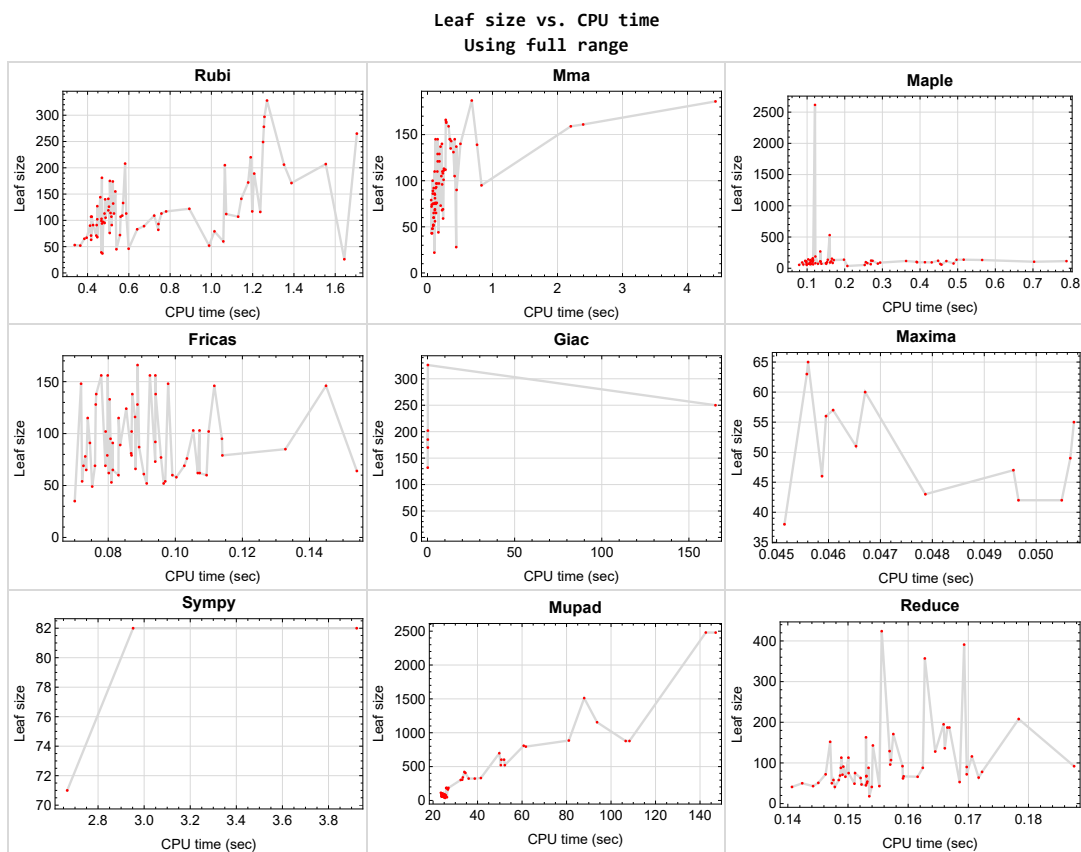 Leaf size vs. CPU time
Using full range
Rubi
Leaf size
300
250
200
150
100
50
0
0.4 0.6 0.8 1.0 1.2 1.4 1.6
CPU time (sec)
Mma
Leaf size
150
100
50
0
0 1 2 3 4
CPU time (sec)
Maple
Leaf size
2500
2000
1500
1000
500
0
0.1 0.2 0.3 0.4 0.5 0.6 0.7 0.8
CPU time (sec)
Fricas
Leaf size
150
100
50
0
0.08 0.10 0.12 0.14
CPU time (sec)
Giac
Leaf size
300
250
200
150
100
50
0
0 50 100 150
CPU time (sec)
Maxima
Leaf size
65
60
55
50
45
40
35
0.045 0.046 0.047 0.048 0.049 0.050
CPU time (sec)
Sympy
Leaf size
82
80
78
76
74
72
70
2.8 3.0 3.2 3.4 3.6 3.8
CPU time (sec)
Mupad
Leaf size
2500
2000
1500
1000
500
0
20 40 60 80 100 120 140
CPU time (sec)
Reduce
Leaf size
400
300
200
100
0
0.14 0.15 0.16 0.17 0.18
CPU time (sec)